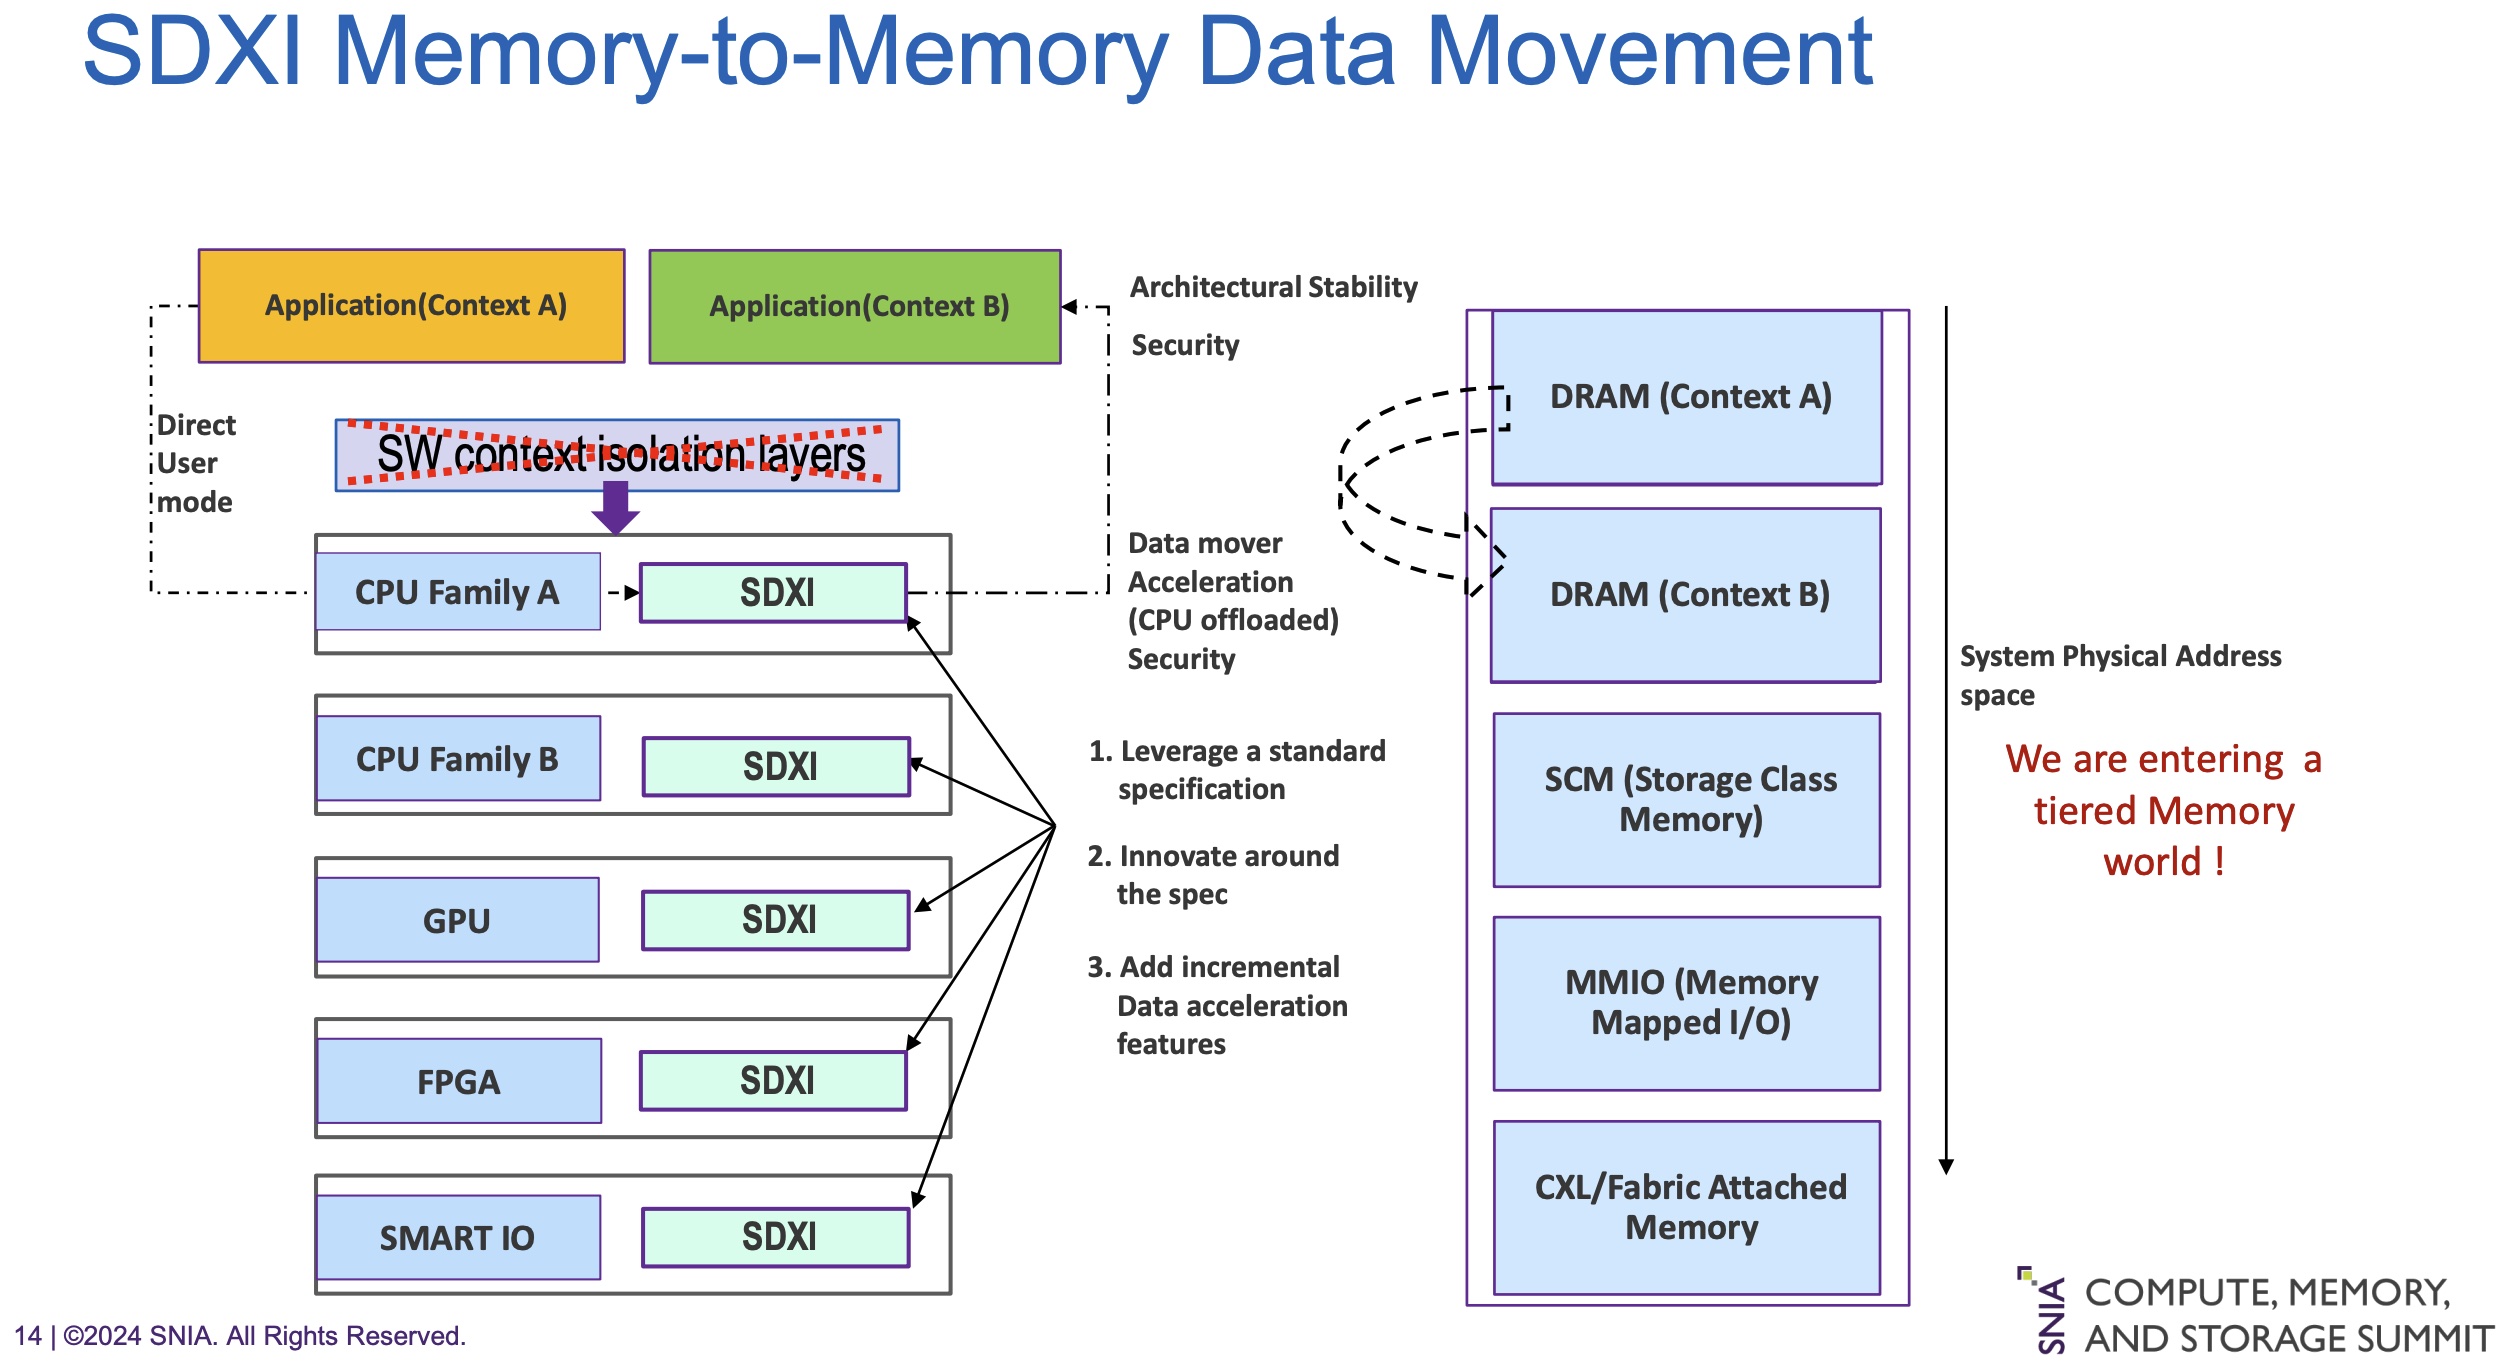 SDXI Memory-to-Memory Data Movement
Application(Context A)
Application(Context B)
Architectural Stability
Security
Direct
User
mode
SW context isolation layers
CPU Family A
SDXI
Data mover
Acceleration
(CPU offloaded)
Security
CPU Family B
SDXI
GPU
SDXI
FPGA
SDXI
SMART IO
SDXI
1. Leverage a standard
specification
2. Innovate around
the spec
3. Add incremental
Data acceleration
features
DRAM (Context A)
DRAM (Context B)
SCM (Storage Class
Memory)
MMIO (Memory
Mapped I/O)
CXL/Fabric Attached
Memory
System Physical Address
space
We are entering a
tiered Memory
world !
14 | ©2024 SNIA. All Rights Reserved.
SNIA
COMPUTE, MEMORY,
AND STORAGE SUMMIT